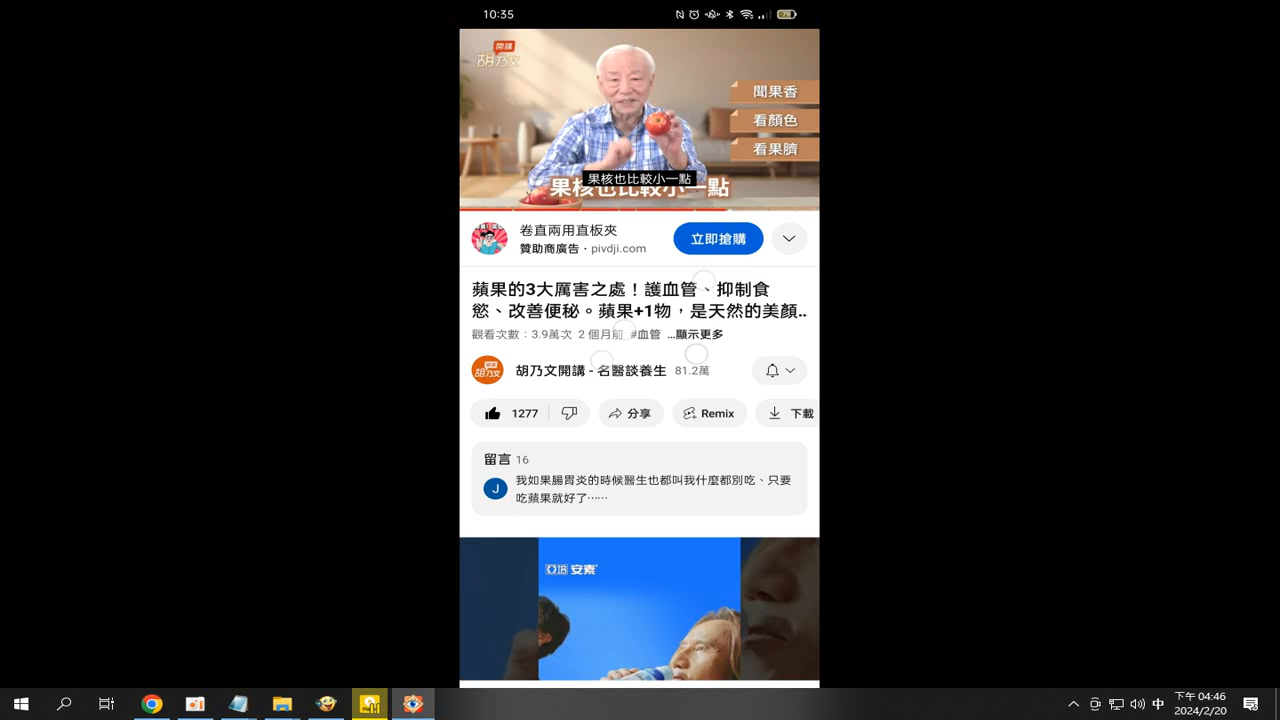 10:35
開講
胡乃文
聞果香
看顏色
看果臍
果核也比較小一點
果核也比較小一點
卷直兩用直板夾
贊助商廣告・pivdji.com
立即搶購
蘋果的3大厲害之處！護血管、抑制食
慾、改善便秘。蘋果+1物，是天然的美顏..
觀看次數：3.9萬次 2 個月前 #血管 ...顯示更多
開講
胡乃文
胡乃文開講 - 名醫談養生 81.2萬
1277
分享
Remix
下載
留言 16
J
我如果腸胃炎的時候醫生也都叫我什麼都別吃、只要
吃蘋果就好了⋯⋯
安素
中
下午 04:46
2024/2/20